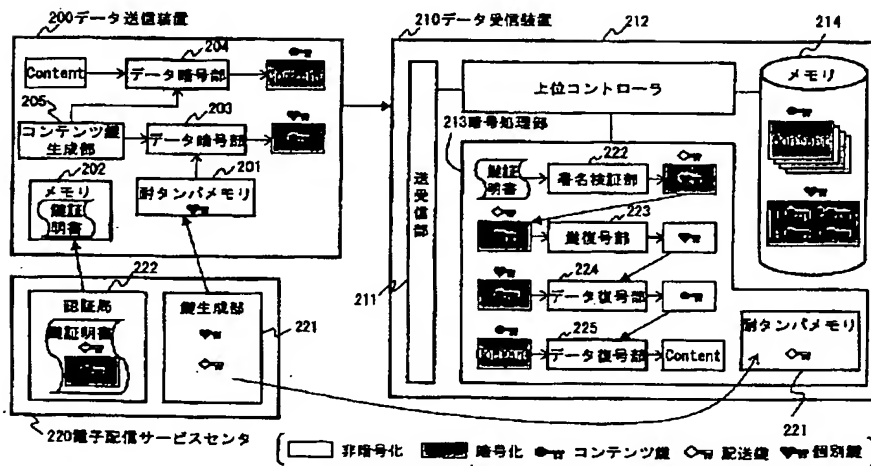 200データ送信装置
204
Content
データ暗号部
Content
205
203
コンテンツ鍵
生成部
データ暗号部
202
201
メモリ
鍵証
明書
耐タンパメモリ
222
認証局
鍵証明書
鍵生成部
221
220電子配信サービスセンタ
210データ受信装置
212
214
上位コントローラ
メモリ
213暗号処理部
222
鍵証
明書
署名検証部
送受信部
223
鍵復号部
224
データ復号部
211
225
データ復号部
Content
耐タンパメモリ
221
非暗号化
暗号化
コンテンツ鍵
配送鍵
個別鍵